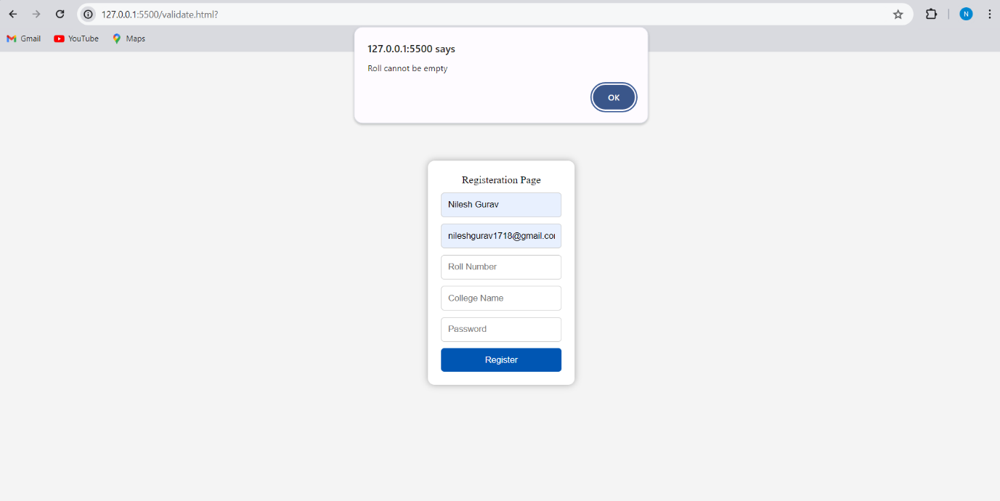 127.0.0.1:5500/validate.html?
N
Gmail YouTube Maps
127.0.0.1:5500 says
Roll cannot be empty
OK
Registeration Page
Nilesh Gurav
nileshgurav1718@gmail.co
Roll Number
College Name
Password
Register